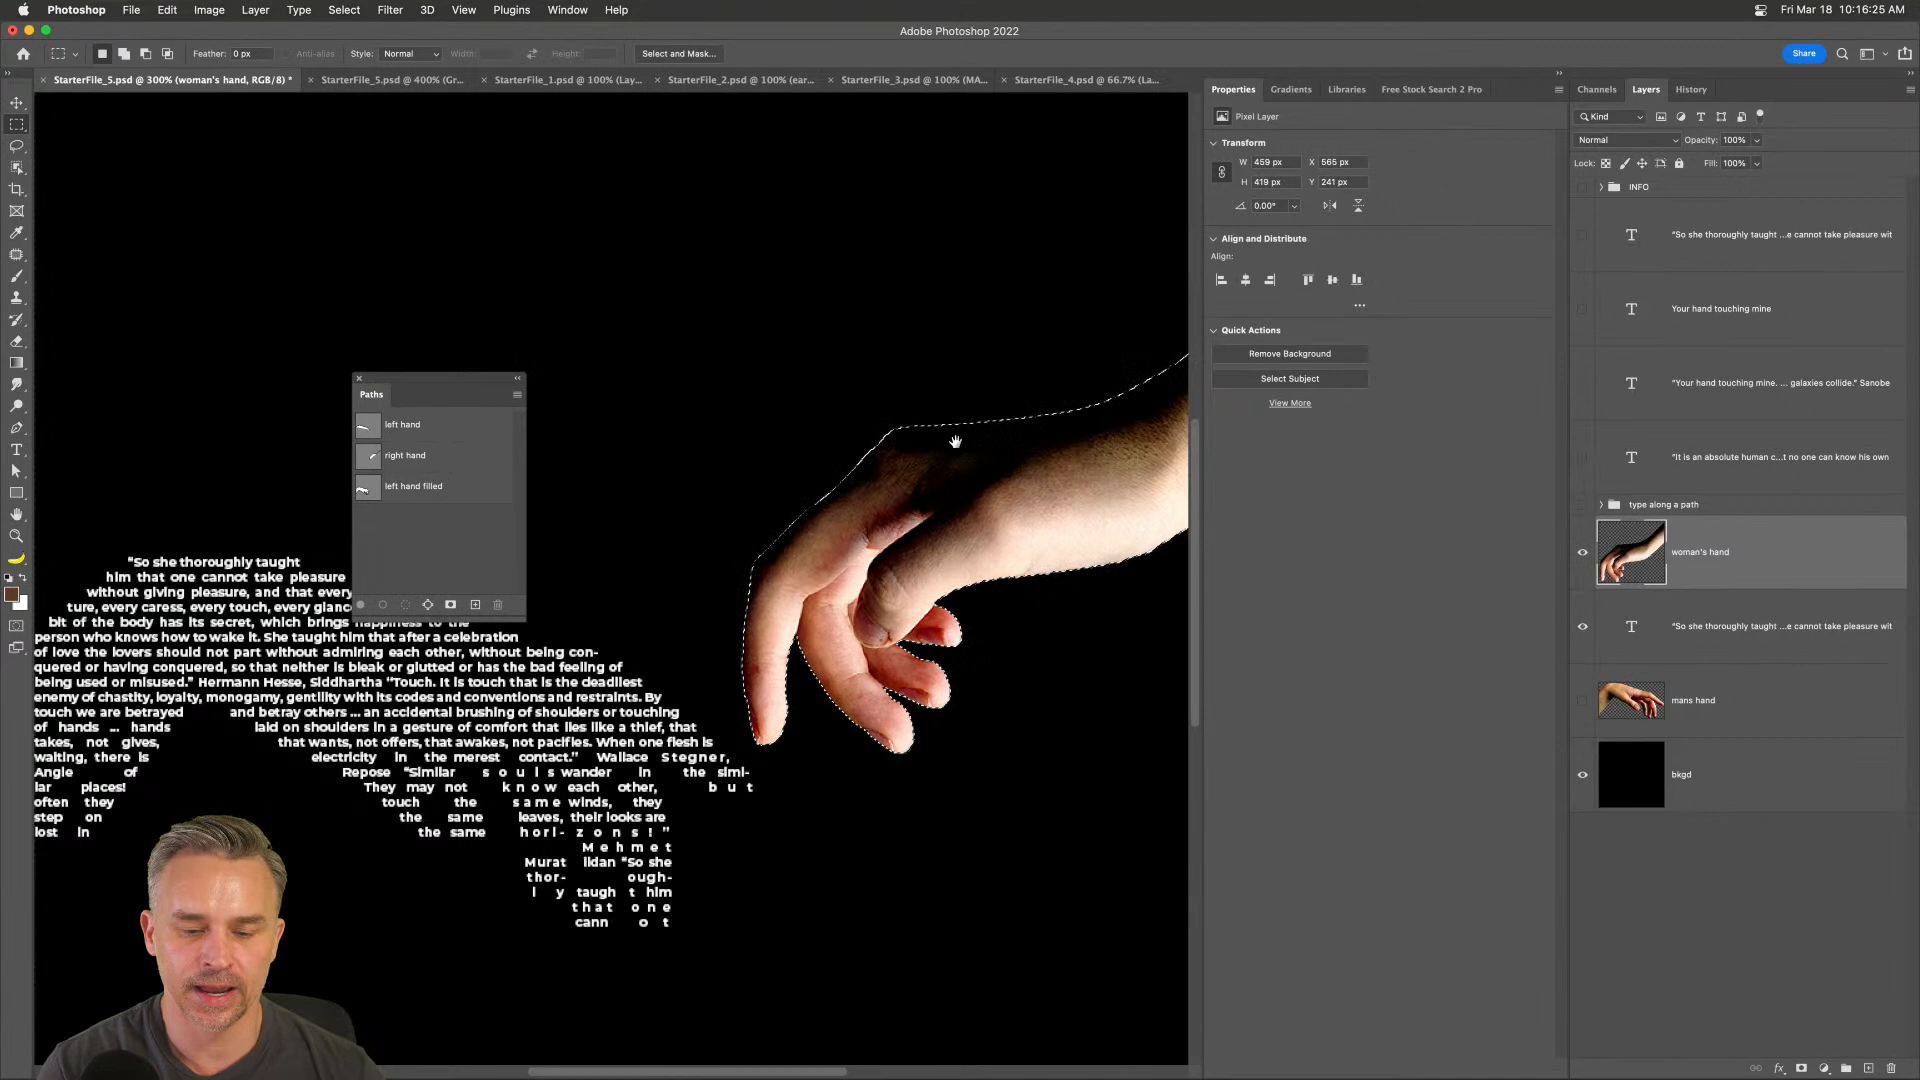 Photoshop File Edit Image Layer Type Select Filter 3D View Plugins Window Help
Fri Mar 18 10:16:25 AM
Adobe Photoshop 2022
Feather: 0 px Anti-alias Style: Normal Width: Height: Select and Mask...
Share
StarterFile_5.psd @ 300% (woman's hand, RGB/8) *
StarterFile_5.psd @ 400% (Gr...
StarterFile_1.psd @ 100% (Lay...
StarterFile_2.psd @ 100% (ear...
StarterFile_3.psd @ 100% (MA...
StarterFile_4.psd @ 66.7% (La...
Properties Gradients Libraries Free Stock Search 2 Pro
Pixel Layer
Transform
W 459 px X 565 px
H 419 px Y 241 px
0.00°
Align and Distribute
Align:
Quick Actions
Remove Background
Select Subject
View More
Channels Layers History
Kind
Normal Opacity: 100%
Lock: Fill: 100%
INFO
"So she thoroughly taught ...e cannot take pleasure wit
Your hand touching mine
"Your hand touching mine. ... galaxies collide." Sanobe
"It is an absolute human c...t no one can know his own
type along a path
woman's hand
"So she thoroughly taught ...e cannot take pleasure wit
mans hand
bkgd
Paths
left hand
right hand
left hand filled
"So she thoroughly taught
him that one cannot take pleasure
without giving pleasure, and that every
ture, every caress, every touch, every glanc
bit of the body has its secret, which brings happiness to the
person who knows how to wake it. She taught him that after a celebration
of love the lovers should not part without admiring each other, without being con-
quered or having conquered, so that neither is bleak or glutted or has the bad feeling of
being used or misused." Hermann Hesse, Siddhartha "Touch. It is touch that is the deadliest
enemy of chastity, loyalty, monogamy, gentility with its codes and conventions and restraints. By
touch we are betrayed and betray others ... an accidental brushing of shoulders or touching
of hands ... hands laid on shoulders in a gesture of comfort that lies like a thief, that
takes, not gives, that wants, not offers, that awakes, not pacifies. When one flesh is
waiting, there is electricity in the merest contact." Wallace Stegner,
Angle of Repose "Similar souls wander in the simi-
lar places! They may not know each other, but
often they touch the same winds, they
step on the same leaves, their looks are
lost in the same hori- zons!"
Mehmet
Murat ildan "So she
thor- ough-
ly taugh t him
that one
cann o t